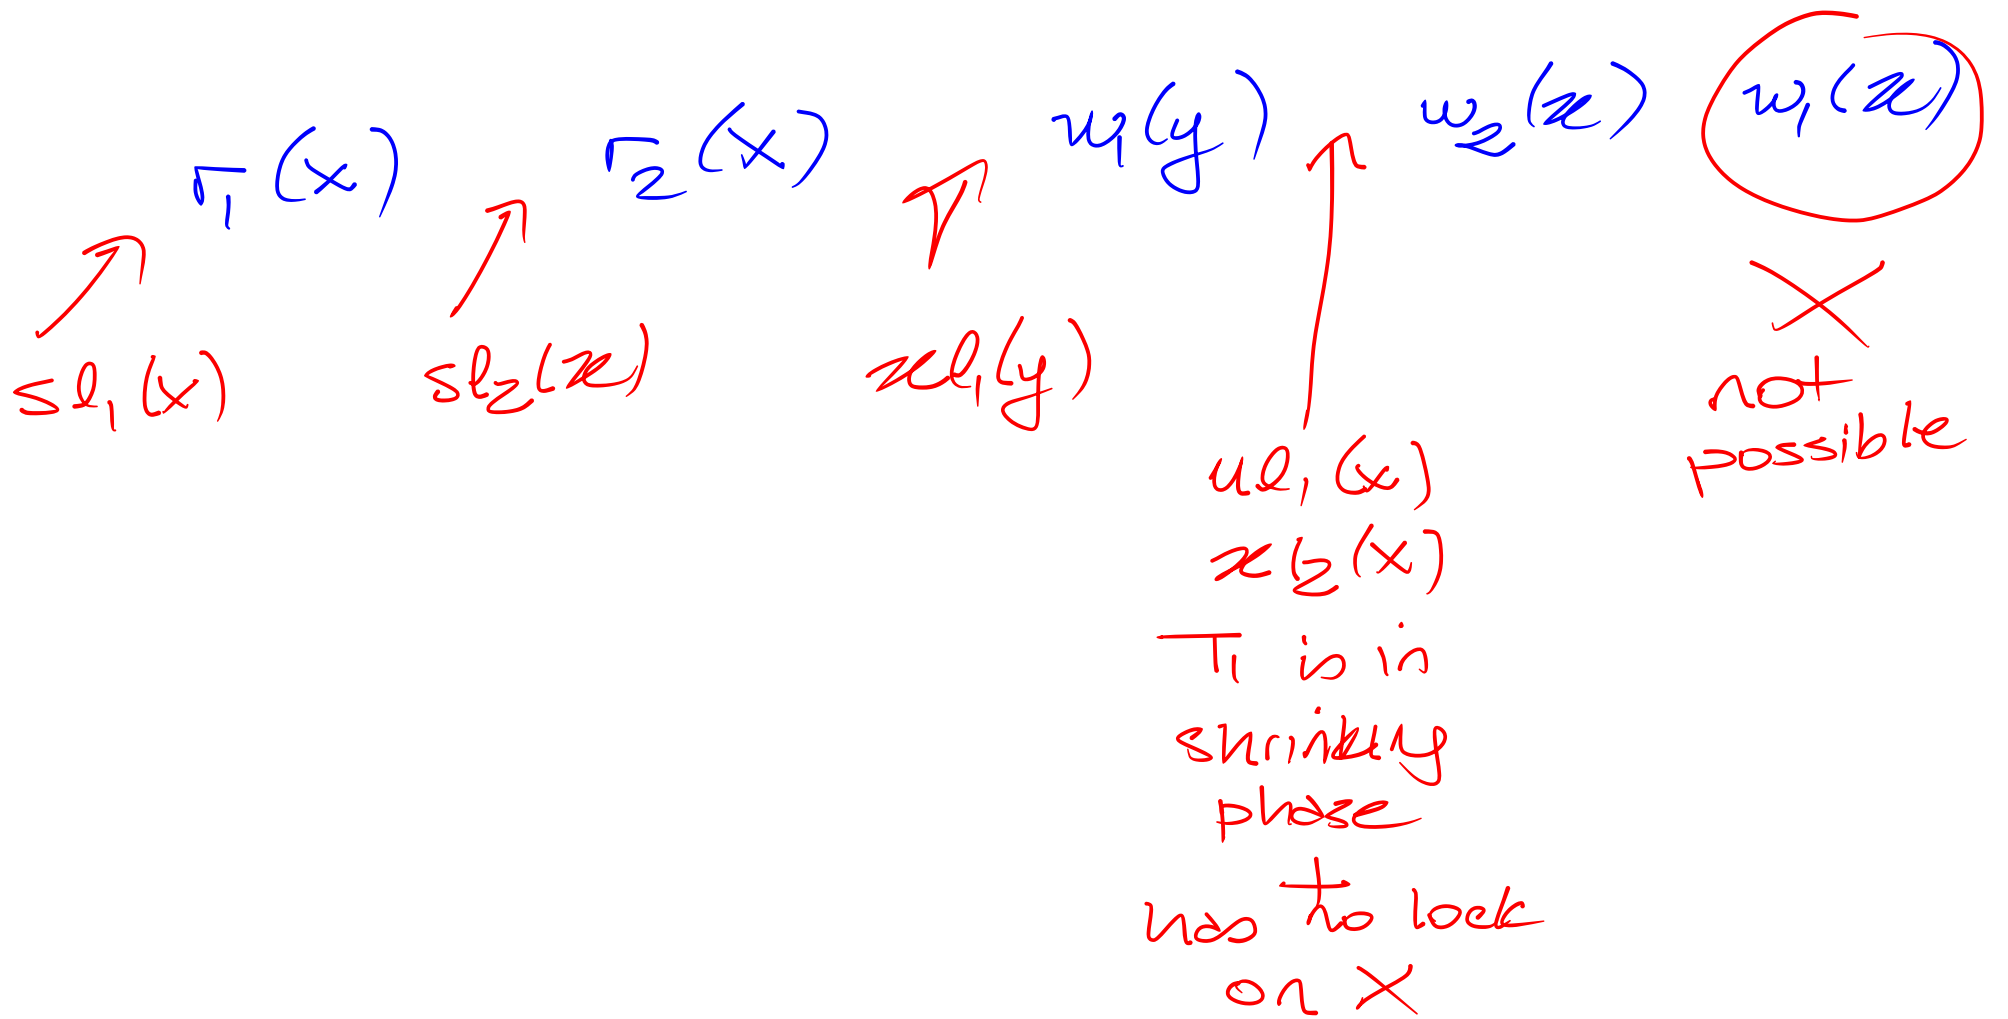 r₁(x) r₂(x) w₁(y) w₂(x) w₁(x)
sl₁(x) sl₂(x) xl₁(y)
not
possible
ul₁(x)
xl₂(x)
T₁ is in
shrinking
phase
+
has no lock
on X